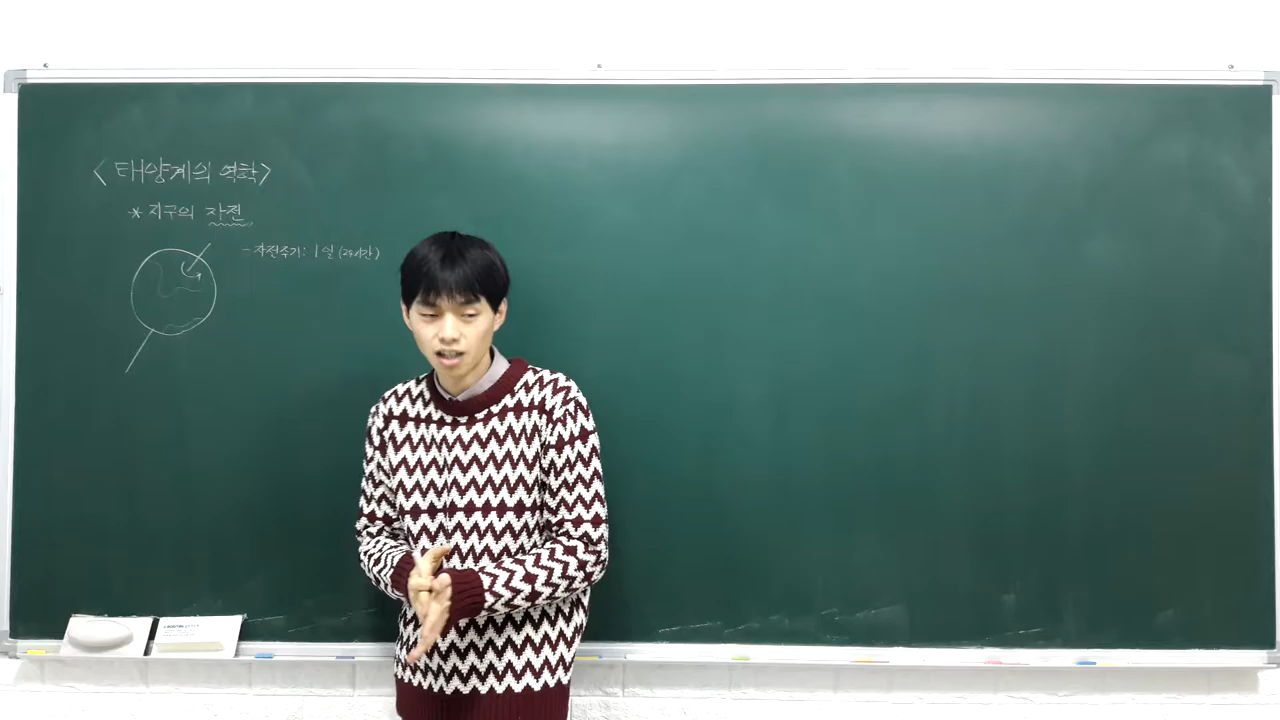 <태양계의 역학>
* 지구의 자전
- 자전주기: 1일 (24시간)